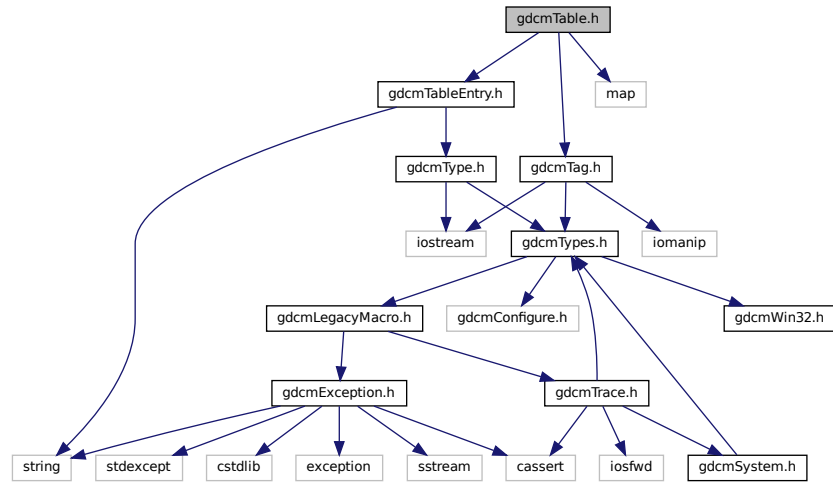 gdcmTable.h
gdcmTableEntry.h
map
gdcmType.h
gdcmTag.h
iostream
gdcmTypes.h
iomanip
gdcmLegacyMacro.h
gdcmConfigure.h
gdcmWin32.h
gdcmException.h
gdcmTrace.h
string
stdexcept
cstdlib
exception
sstream
cassert
iosfwd
gdcmSystem.h